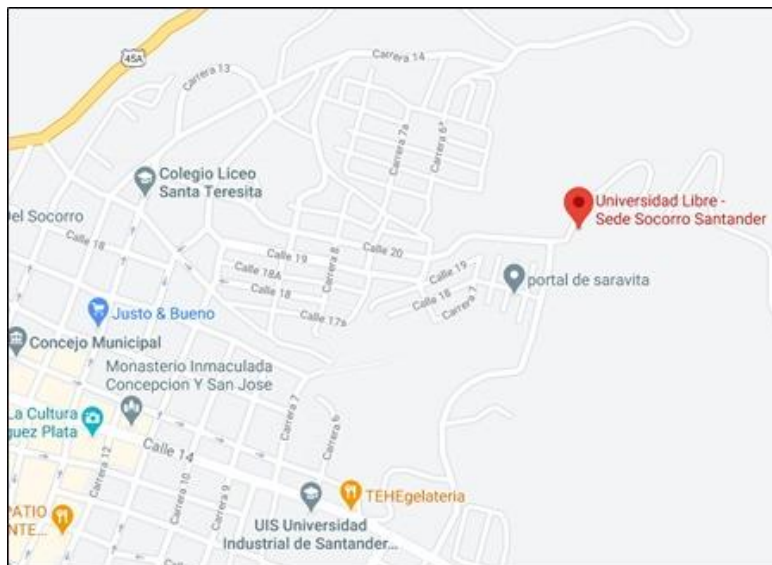 45A
Carrera 14
Carrera 13
Carrera 7a
Carrera 6ª
Colegio Liceo
Santa Teresita
Universidad Libre -
Sede Socorro Santander
Del Socorro
Calle 18
Calle 19
Calle 20
Carrera 8
Calle 18A
Calle 18
Calle 17a
Calle 19
Calle 18
Carrera 7
portal de saravita
Justo & Bueno
Concejo Municipal
Monasterio Inmaculada
Concepcion Y San Jose
La Cultura
guez Plata
Calle 14
Carrera 7
Carrera 6
Carrera 12
Carrera 10
Carrera 9
TEHEgelateria
PATIO
NTE...
UIS Universidad
Industrial de Santander...